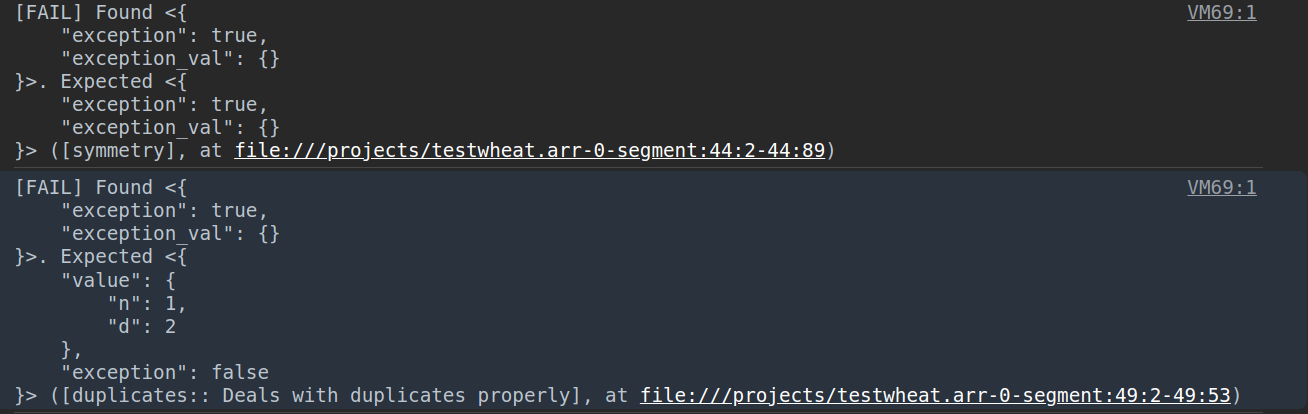 [FAIL] Found <{ VM69:1
    "exception": true,
    "exception_val": {}
}>. Expected <{
    "exception": true,
    "exception_val": {}
}> ([symmetry], at file:///projects/testwheat.arr-0-segment:44:2-44:89)
[FAIL] Found <{ VM69:1
    "exception": true,
    "exception_val": {}
}>. Expected <{
    "value": {
        "n": 1,
        "d": 2
    },
    "exception": false
}> ([duplicates:: Deals with duplicates properly], at file:///projects/testwheat.arr-0-segment:49:2-49:53)